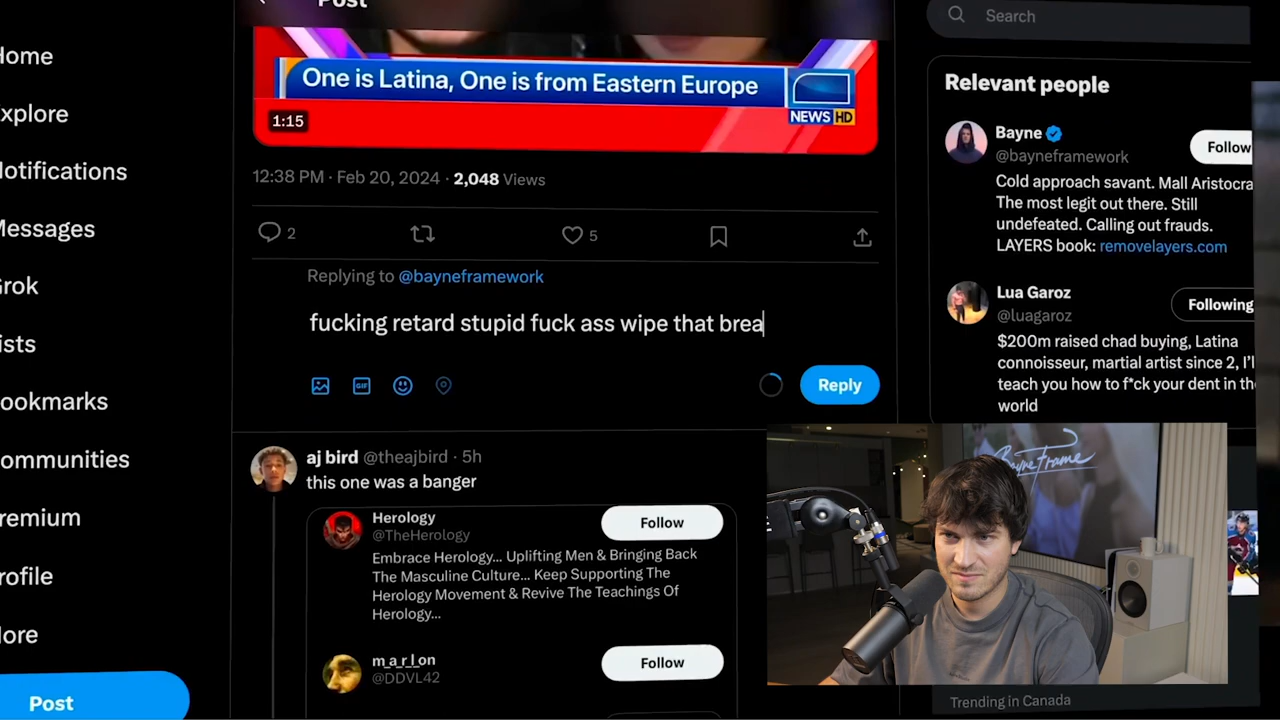 Post
Search
Home
Explore
Notifications
Messages
Grok
Lists
Bookmarks
Communities
Premium
Profile
More
Post
One is Latina, One is from Eastern Europe
NEWS HD
1:15
12:38 PM · Feb 20, 2024 · 2,048 Views
2
5
Replying to @bayneframework
fucking retard stupid fuck ass wipe that brea
GIF
Reply
aj bird @theajbird · 5h
this one was a banger
Herology
@TheHerology
Follow
Embrace Herology... Uplifting Men & Bringing Back
The Masculine Culture... Keep Supporting The
Herology Movement & Revive The Teachings Of
Herology...
m_a_r_l_on
@DDVL42
Follow
Relevant people
Bayne
@bayneframework
Follow
Cold approach savant. Mall Aristocra
The most legit out there. Still
undefeated. Calling out frauds.
LAYERS book: removelayers.com
Lua Garoz
@luagaroz
Following
$200m raised chad buying, Latina
connoisseur, martial artist since 2, I'l
teach you how to f*ck your dent in the
world
BayneFrame
Trending in Canada